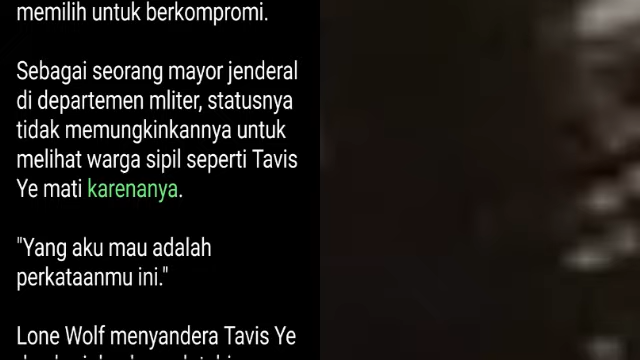 memilih untuk berkompromi.
Sebagai seorang mayor jenderal
di departemen mliter, statusnya
tidak memungkinkannya untuk
melihat warga sipil seperti Tavis
Ye mati karenanya.
"Yang aku mau adalah
perkataanmu ini."
Lone Wolf menyandera Tavis Ye